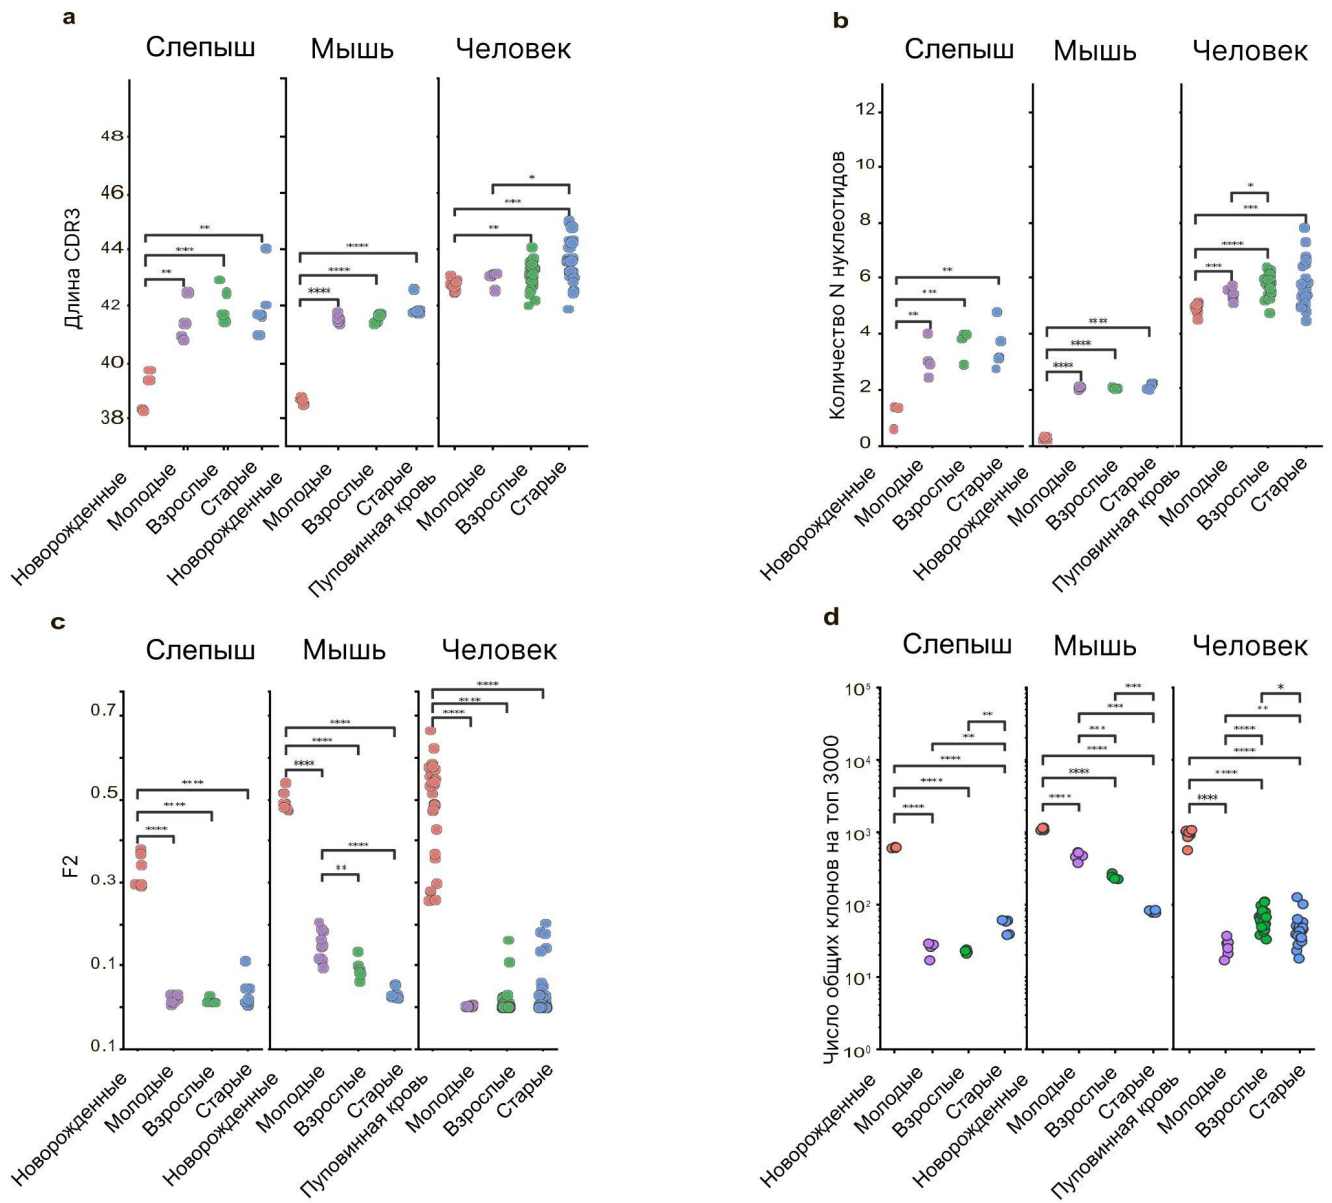 a
Слепыш Мышь Человек
Длина CDR3
48
46
44
42
40
38
** *** **
**** **** ****
* *** **
Новорожденные Молодые Взрослые Старые
Новорожденные Молодые Взрослые Старые
Пуповинная кровь Молодые Взрослые Старые
b
Слепыш Мышь Человек
Количество N нуклеотидов
12
10
8
6
4
2
0
** *** **
**** **** ****
* *** **** ***
Новорожденные Молодые Взрослые Старые
Новорожденные Молодые Взрослые Старые
Пуповинная кровь Молодые Взрослые Старые
c
Слепыш Мышь Человек
F2
0.7
0.5
0.3
0.1
0.1
**** **** ****
**** **** **** **** **
**** **** ****
Новорожденные Молодые Взрослые Старые
Новорожденные Молодые Взрослые Старые
Пуповинная кровь Молодые Взрослые Старые
d
Слепыш Мышь Человек
Число общих клонов на топ 3000
10⁵
10⁴
10³
10²
10¹
10⁰
** ** **** **** ****
*** *** *** **** **** ****
* ** **** **** **** ****
Новорожденные Молодые Взрослые Старые
Новорожденные Молодые Взрослые Старые
Пуповинная кровь Молодые Взрослые Старые